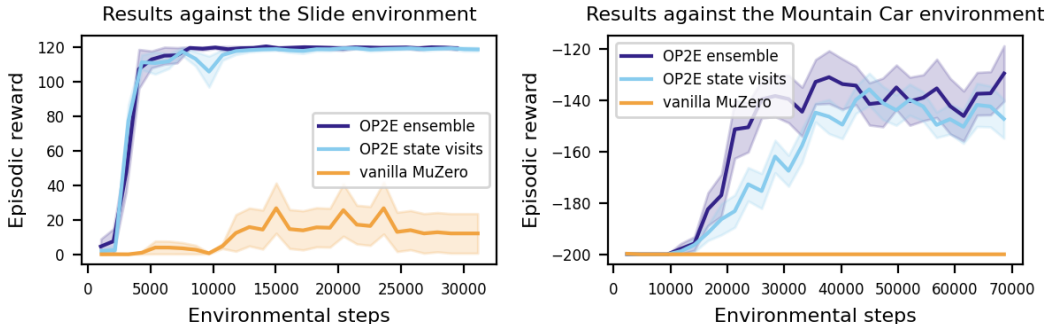 Results against the Slide environment
120
100
80
60
40
20
0
Episodic reward
OP2E ensemble
OP2E state visits
vanilla MuZero
0 5000 10000 15000 20000 25000 30000
Environmental steps
Results against the Mountain Car environment
−120
−140
−160
−180
−200
Episodic reward
OP2E ensemble
OP2E state visits
vanilla MuZero
0 10000 20000 30000 40000 50000 60000 70000
Environmental steps